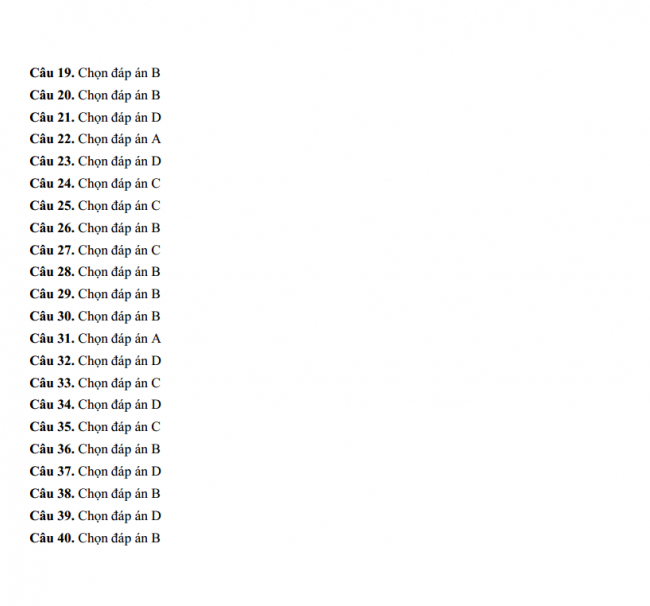 Câu 19. Chọn đáp án B
Câu 20. Chọn đáp án B
Câu 21. Chọn đáp án D
Câu 22. Chọn đáp án A
Câu 23. Chọn đáp án D
Câu 24. Chọn đáp án C
Câu 25. Chọn đáp án C
Câu 26. Chọn đáp án B
Câu 27. Chọn đáp án C
Câu 28. Chọn đáp án B
Câu 29. Chọn đáp án B
Câu 30. Chọn đáp án B
Câu 31. Chọn đáp án A
Câu 32. Chọn đáp án D
Câu 33. Chọn đáp án C
Câu 34. Chọn đáp án D
Câu 35. Chọn đáp án C
Câu 36. Chọn đáp án B
Câu 37. Chọn đáp án D
Câu 38. Chọn đáp án B
Câu 39. Chọn đáp án D
Câu 40. Chọn đáp án B